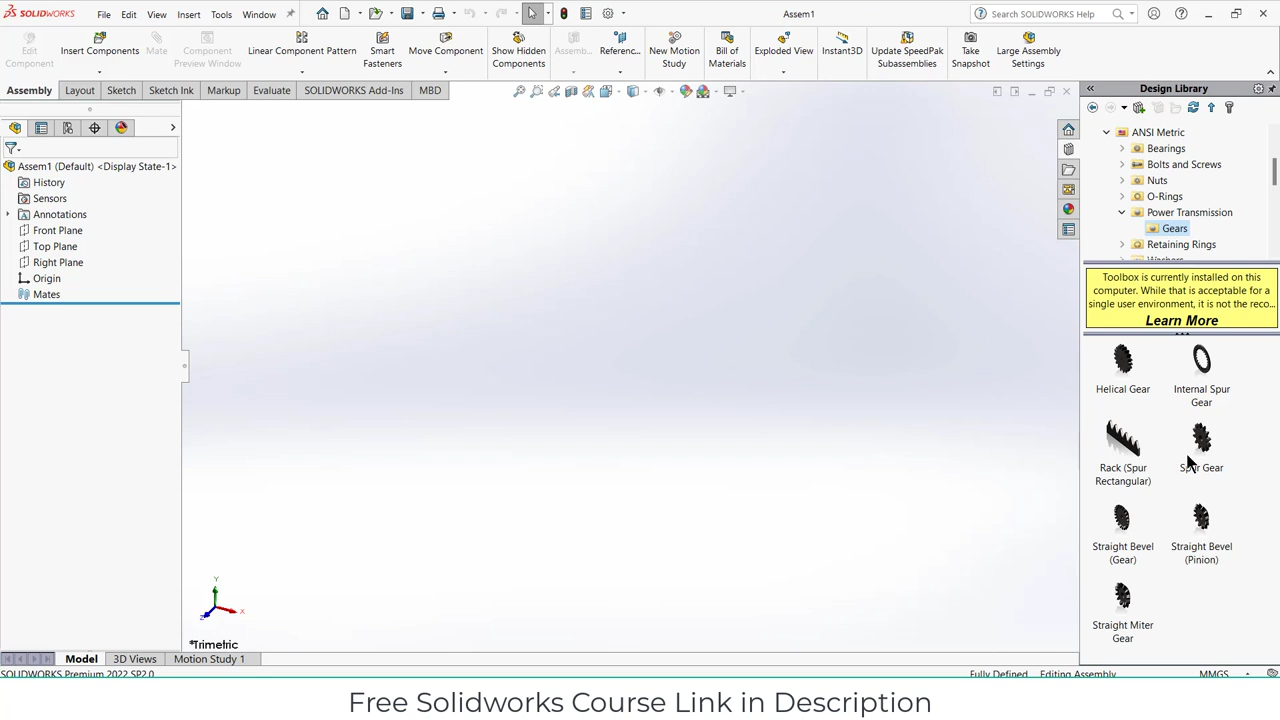 SOLIDWORKS File Edit View Insert Tools Window Assem1 Search SOLIDWORKS Help
Edit Component Insert Components Mate Component Preview Window Linear Component Pattern Smart Fasteners Move Component Show Hidden Components Assemb... Referenc... New Motion Study Bill of Materials Exploded View Instant3D Update SpeedPak Subassemblies Take Snapshot Large Assembly Settings
Assembly Layout Sketch Sketch Ink Markup Evaluate SOLIDWORKS Add-Ins MBD
Assem1 (Default) <Display State-1>
History
Sensors
Annotations
Front Plane
Top Plane
Right Plane
Origin
Mates
Y
X
Z
*Trimetric
Design Library
ANSI Metric
Bearings
Bolts and Screws
Nuts
O-Rings
Power Transmission
Gears
Retaining Rings
Washers
Toolbox is currently installed on this
computer. While that is acceptable for a
single user environment, it is not the reco...
Learn More
Helical Gear Internal Spur Gear
Rack (Spur Rectangular) Spur Gear
Straight Bevel (Gear) Straight Bevel (Pinion)
Straight Miter Gear
Model 3D Views Motion Study 1
SOLIDWORKS Premium 2022 SP2.0 Fully Defined Editing Assembly MMGS
Free Solidworks Course Link in Description